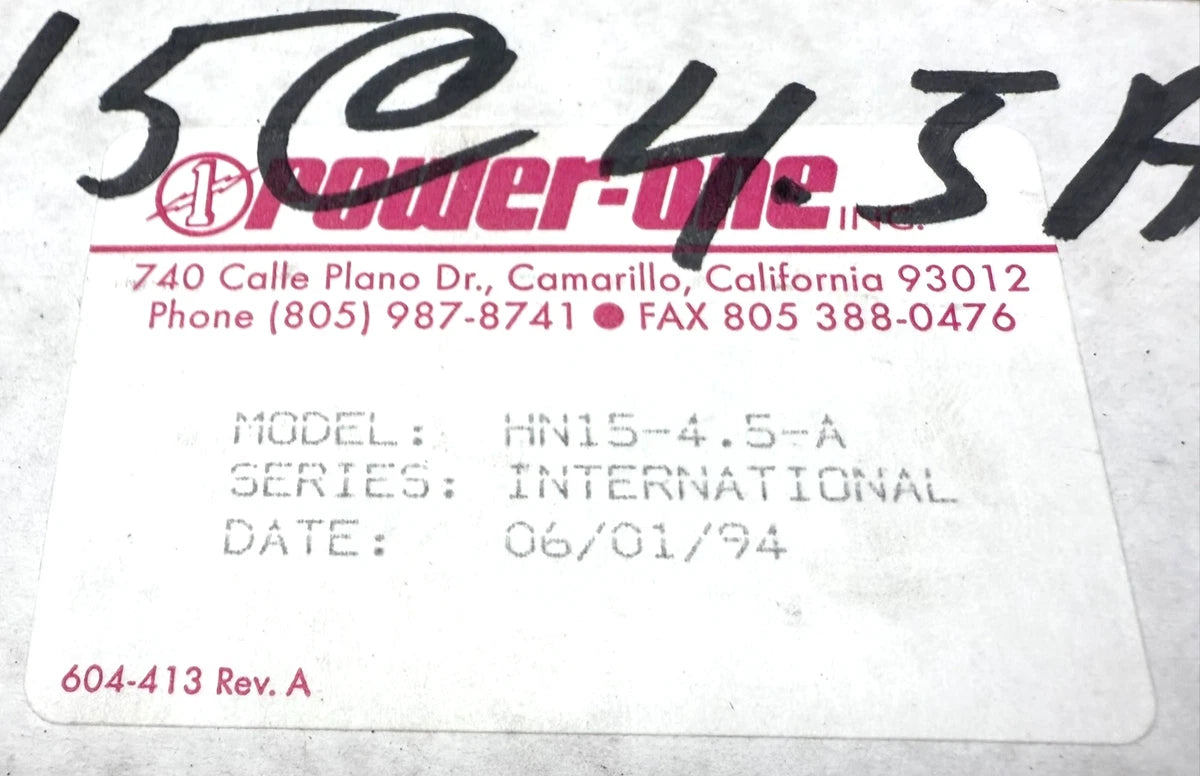 15@ 4.5A
1 POWER-ONE INC.
740 Calle Plano Dr., Camarillo, California 93012
Phone (805) 987-8741 ● FAX 805 388-0476
MODEL: HN15-4.5-A
SERIES: INTERNATIONAL
DATE: 06/01/94
604-413 Rev. A